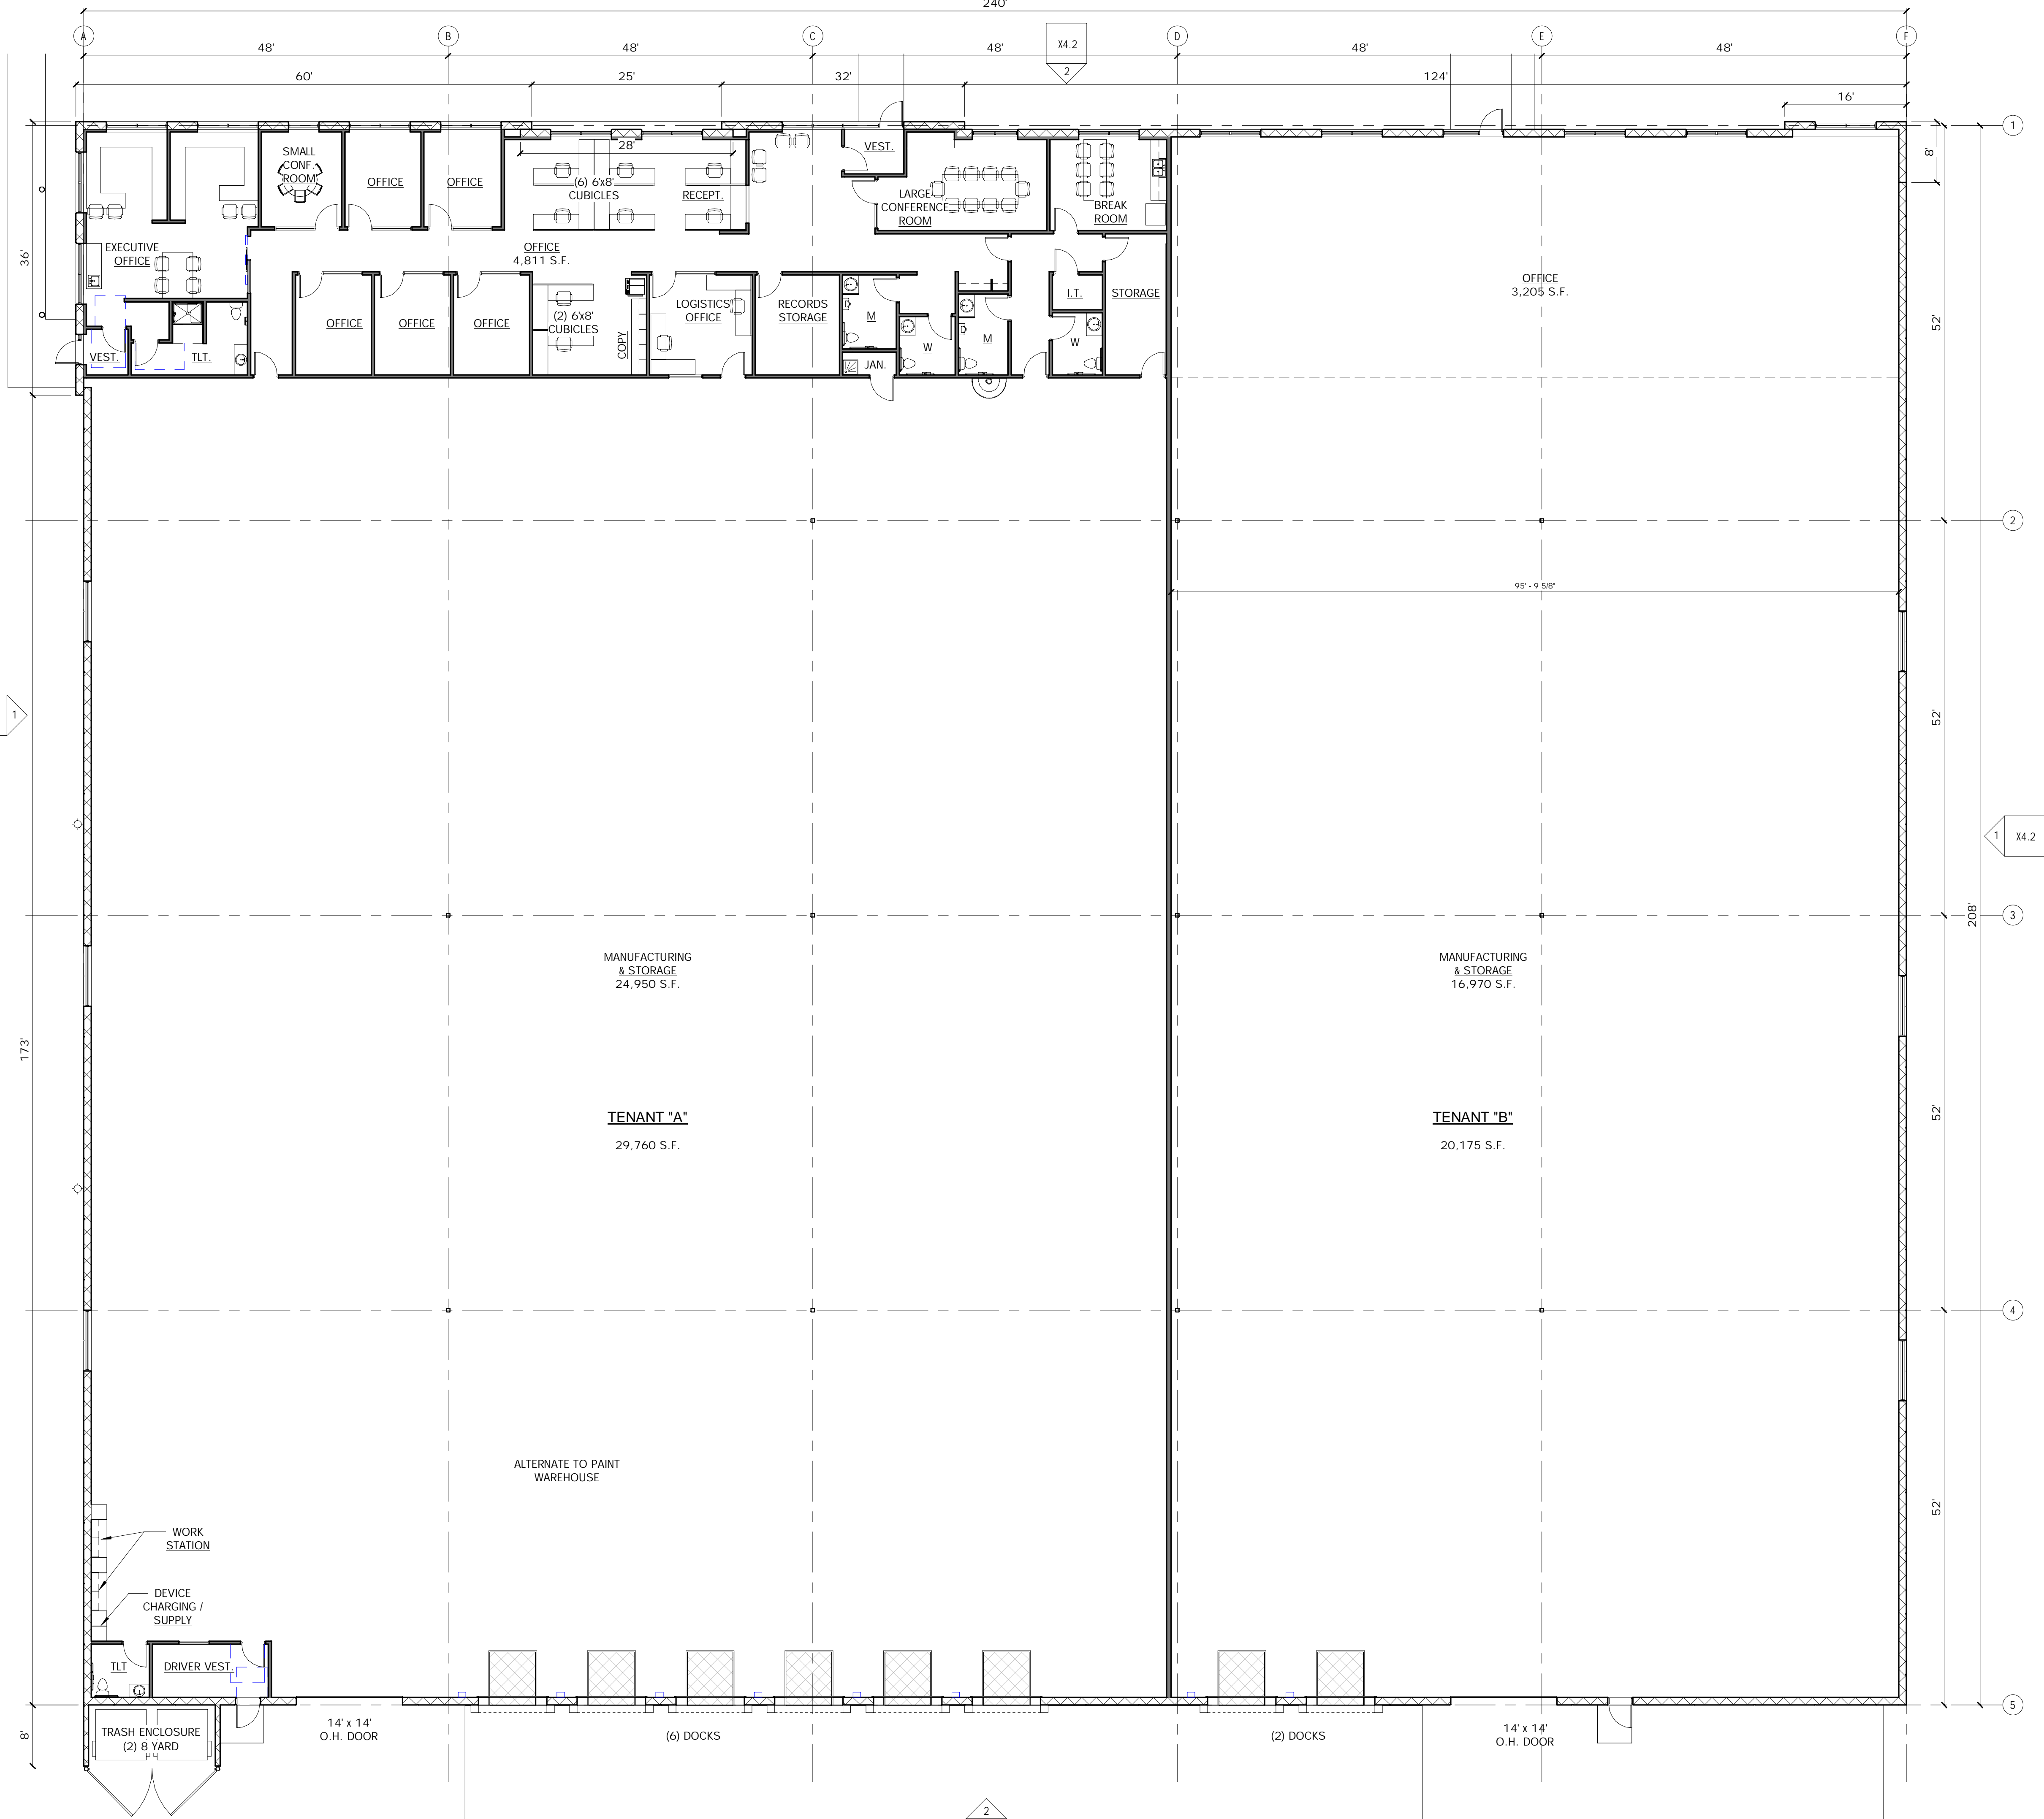 240'
A
B
C
D
E
F
X4.2
2
48'
48'
48'
48'
48'
60'
25'
32'
124'
16'
1
8'
SMALL
CONF.
ROOM
OFFICE
OFFICE
28'
(6) 6'x8'
CUBICLES
RECEPT.
VEST.
LARGE
CONFERENCE
ROOM
BREAK
ROOM
36'
EXECUTIVE
OFFICE
OFFICE
4,811 S.F.
OFFICE
3,205 S.F.
52'
VEST.
TLT.
OFFICE
OFFICE
OFFICE
(2) 6'x8'
CUBICLES
COPY
LOGISTICS
OFFICE
RECORDS
STORAGE
M
JAN.
W
M
I.T.
W
STORAGE
2
95' - 9 5/8"
1
52'
1
X4.2
3
208'
MANUFACTURING
& STORAGE
24,950 S.F.
MANUFACTURING
& STORAGE
16,970 S.F.
173'
TENANT "A"
29,760 S.F.
TENANT "B"
20,175 S.F.
52'
4
ALTERNATE TO PAINT
WAREHOUSE
WORK
STATION
52'
DEVICE
CHARGING /
SUPPLY
TLT
DRIVER VEST.
5
8'
TRASH ENCLOSURE
(2) 8 YARD
14' x 14'
O.H. DOOR
(6) DOCKS
(2) DOCKS
14' x 14'
O.H. DOOR
2